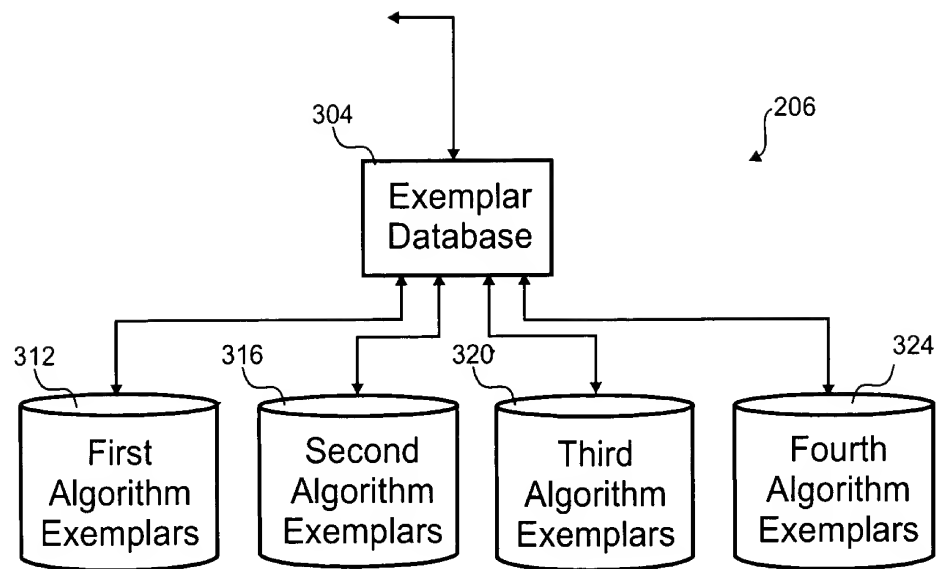 304
206
Exemplar
Database
312
316
320
324
First
Algorithm
Exemplars
Second
Algorithm
Exemplars
Third
Algorithm
Exemplars
Fourth
Algorithm
Exemplars